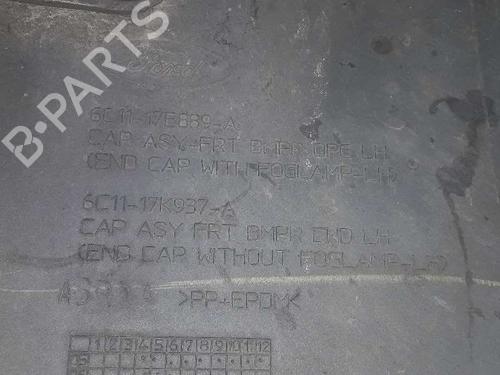 B-PARTS
Ford
6C11-17E889-A
CAP ASY-FRT BMPR OPG LH
(END CAP WITH FOGLAMP-LH)
6C11-17K937-A
CAP ASY FRT BMPR END LH
(END CAP WITHOUT FOGLAMP-LH)
>PP+EPDM<
1 2 3 4 5 6 7 8 9 10 11 12